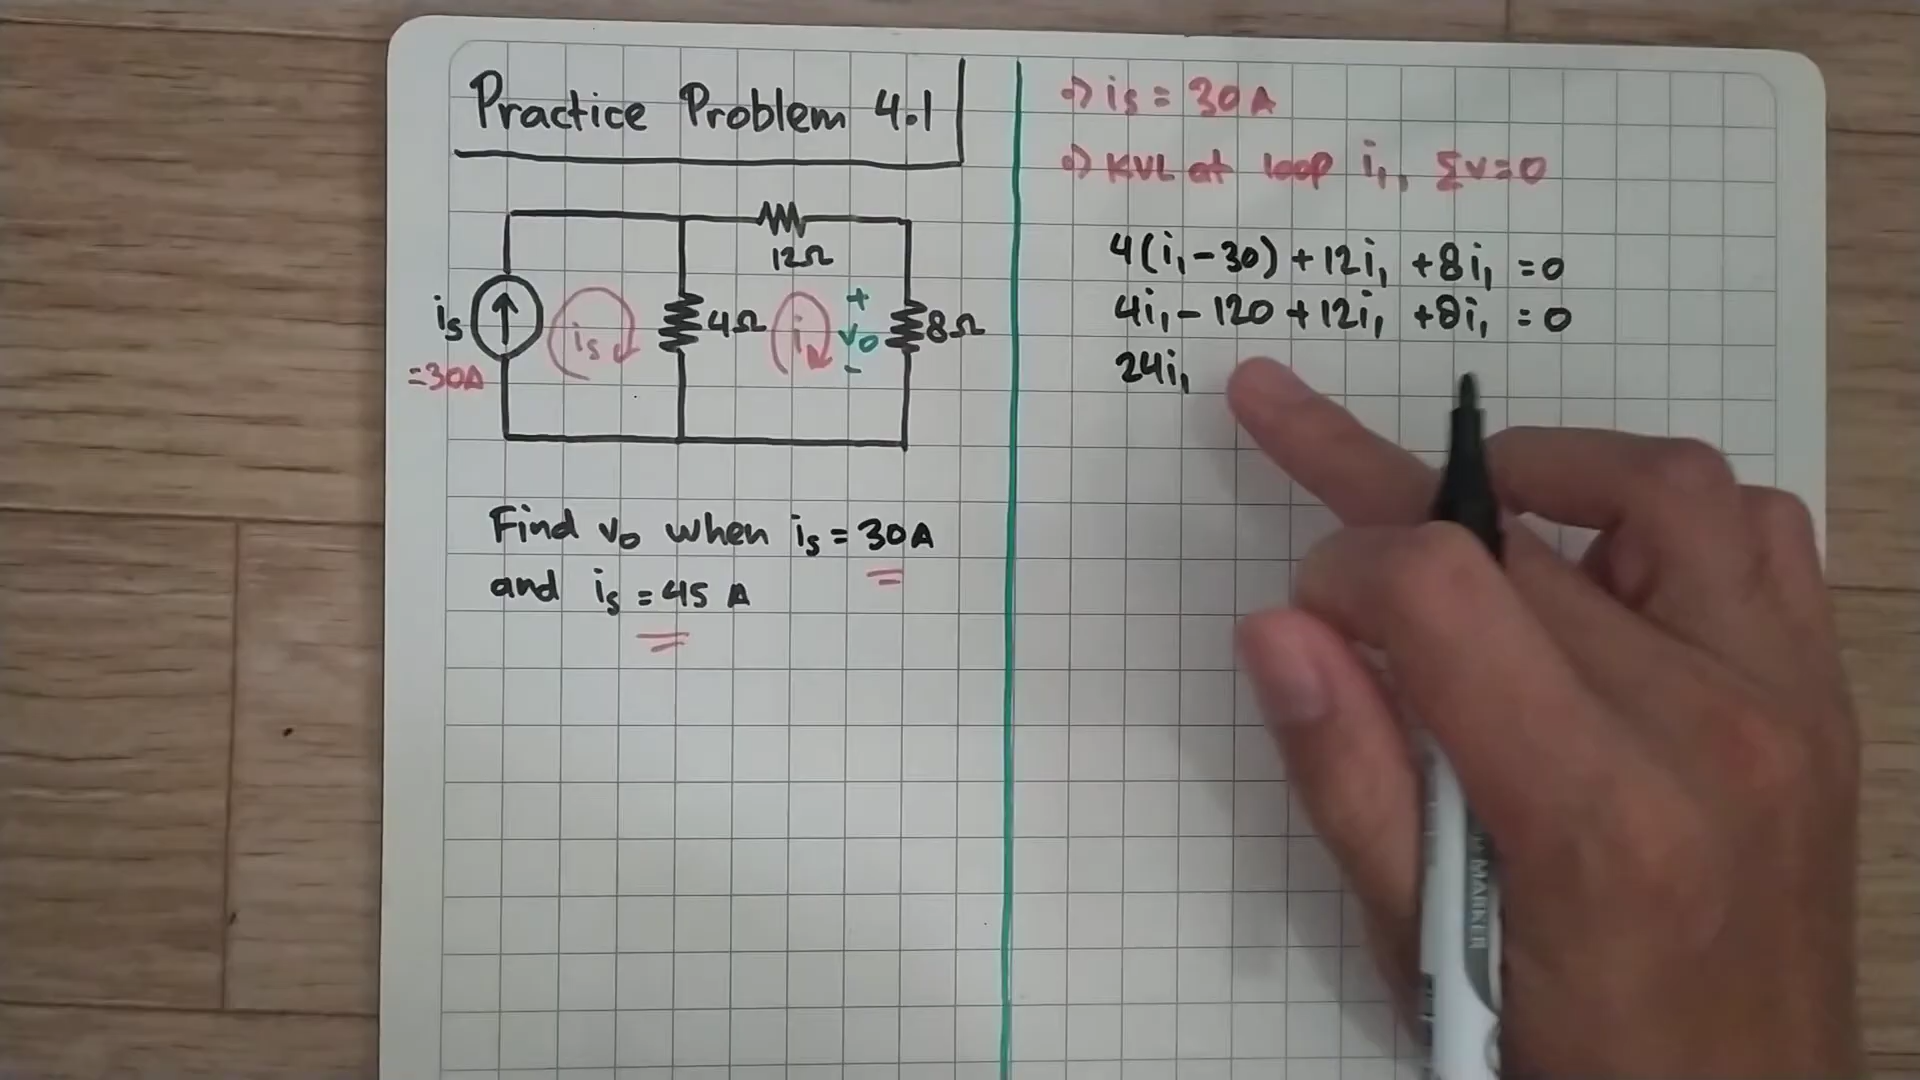 Practice Problem 4.1
12Ω
is
=30A
is
4Ω
i
+
vo
-
8Ω
Find vo when is = 30A
and is = 45 A
is = 30A
KVL at loop i1, Σv=0
4(i1-30)+12i1+8i1=0
4i1-120+12i1+8i1=0
24i1
MARKER